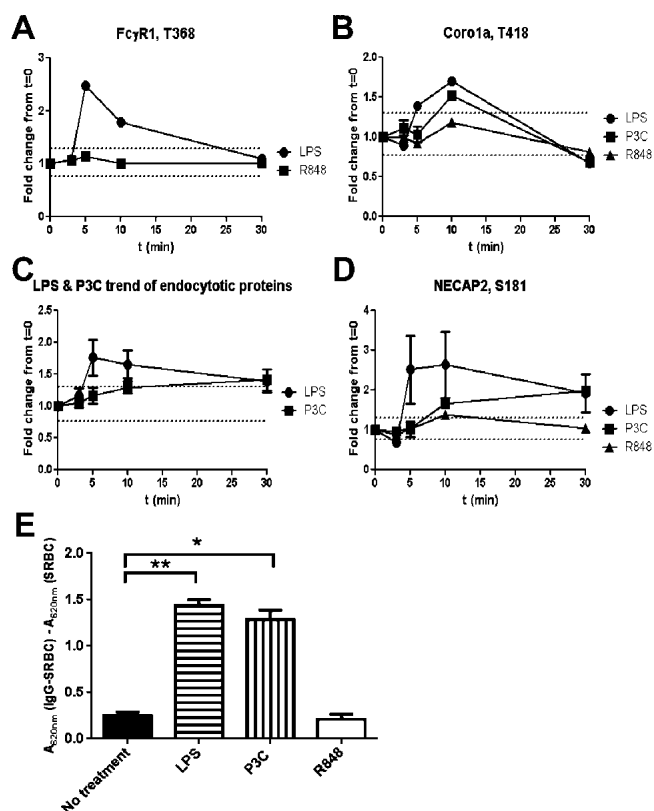 A
FcγR1, T368
Fold change from t=0
3
2
1
0
0 5 10 15 20 25 30
t (min)
LPS
R848
B
Coro1a, T418
Fold change from t=0
2.0
1.5
1.0
0.5
0.0
0 5 10 15 20 25 30
t (min)
LPS
P3C
R848
C
LPS & P3C trend of endocytotic proteins
Fold change from t=0
2.5
2.0
1.5
1.0
0.5
0.0
0 5 10 15 20 25 30
t (min)
LPS
P3C
D
NECAP2, S181
Fold change from t=0
4
3
2
1
0
0 5 10 15 20 25 30
t (min)
LPS
P3C
R848
E
A620nm (IgG-SRBC) - A620nm (SRBC)
2.0
1.5
1.0
0.5
0.0
*
**
No treatment
LPS
P3C
R848